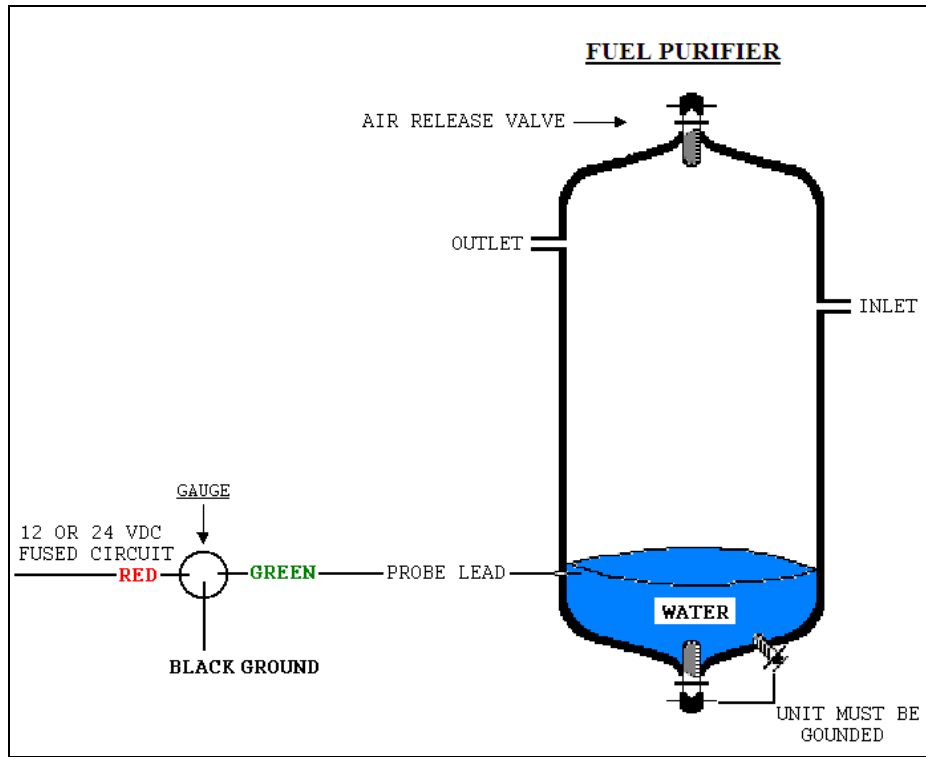 FUEL PURIFIER
AIR RELEASE VALVE
OUTLET
INLET
GAUGE
12 OR 24 VDC
FUSED CIRCUIT
RED
GREEN
PROBE LEAD
WATER
BLACK GROUND
UNIT MUST BE
GOUNDED